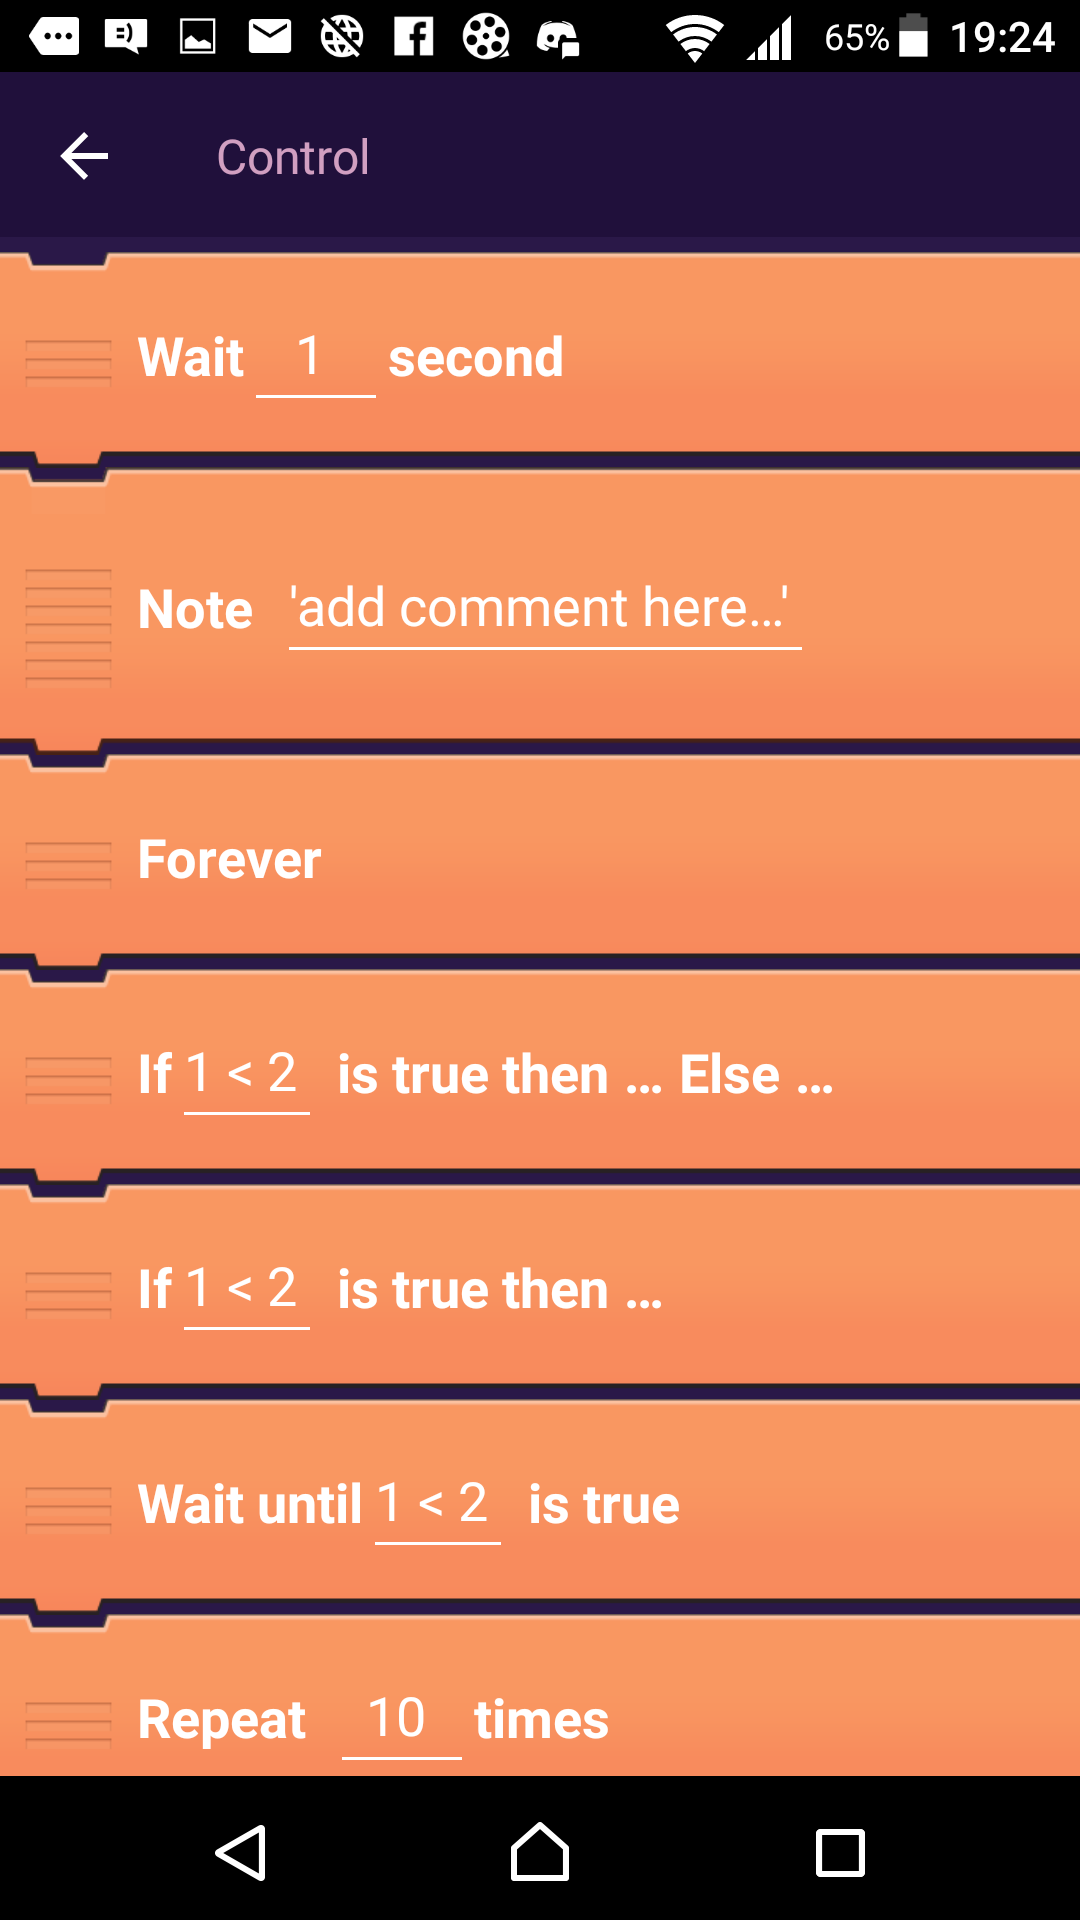 65% 19:24
Control
Wait 1 second
Note 'add comment here...'
Forever
If 1 < 2 is true then ... Else ...
If 1 < 2 is true then ...
Wait until 1 < 2 is true
Repeat 10 times